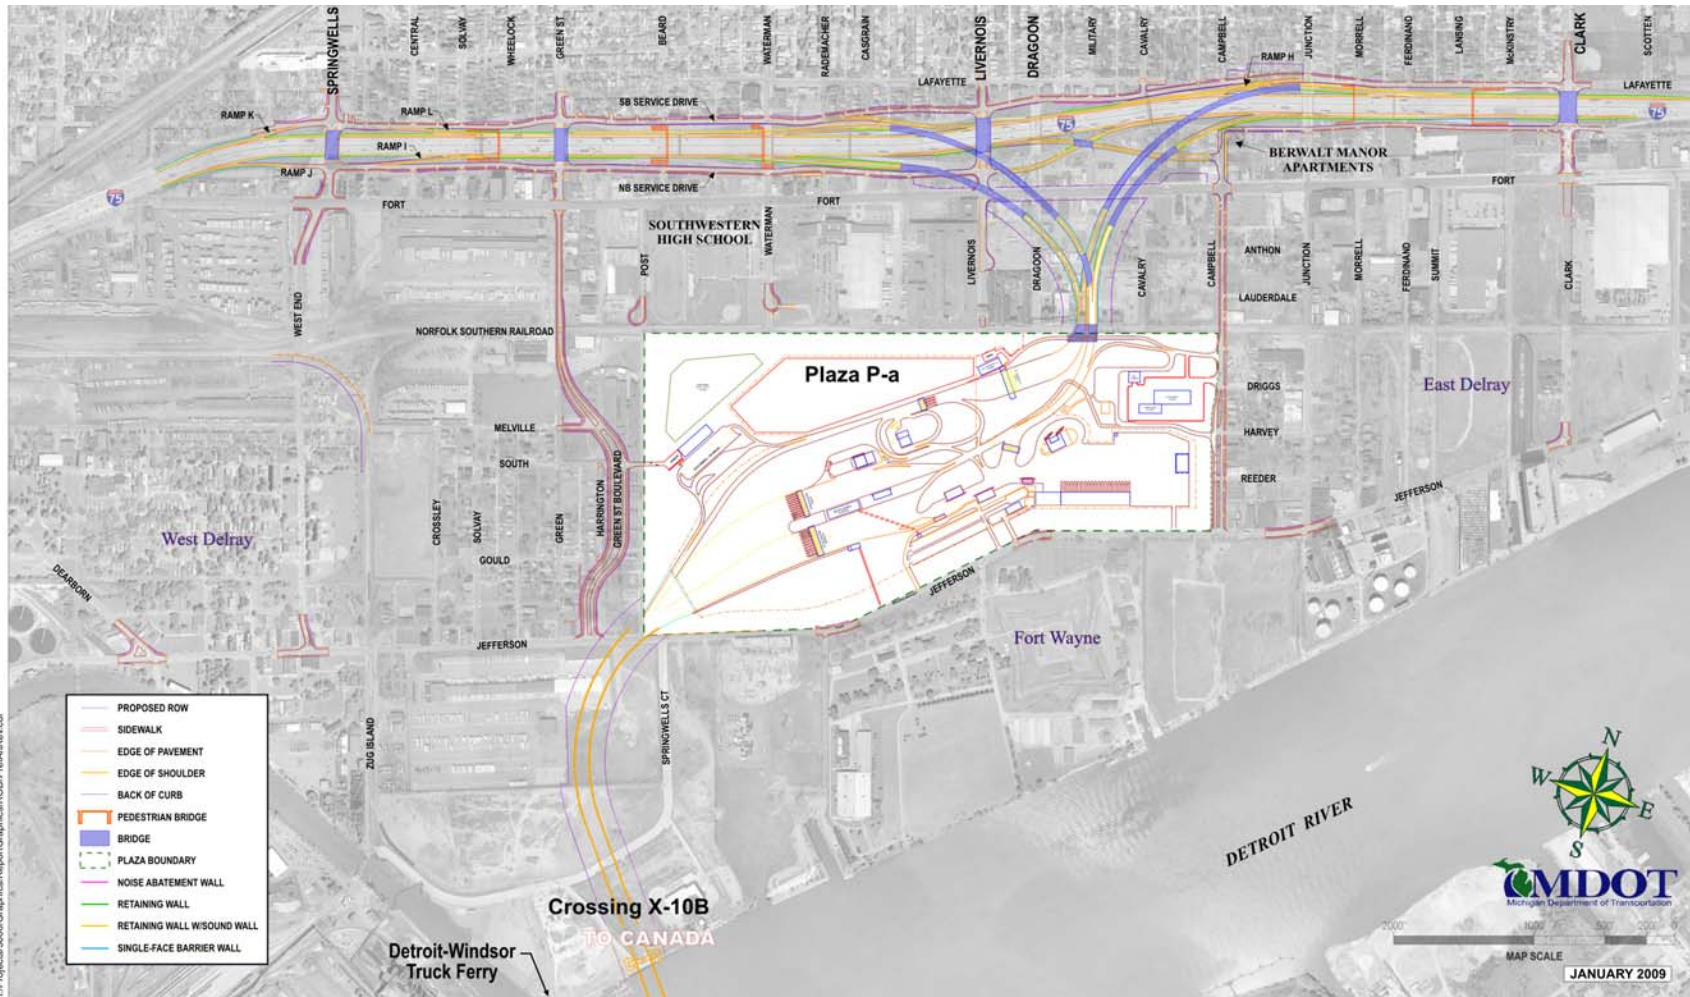 SPRINGWELLS
CENTRAL
SOLVAY
WHEELOCK
GREEN ST
BEARD
WATERMAN
RADEMACHER
CASGRAIN
LIVERNOIS
DRAGOON
MILITARY
CAVALRY
CAMPBELL
JUNCTION
MORRELL
FERDINAND
LANSING
McKINSTRY
CLARK
SCOTTEN
RAMP H
LAFAYETTE
LAFAYETTE
RAMP K
RAMP L
SB SERVICE DRIVE
75
75
RAMP I
RAMP J
NB SERVICE DRIVE
BERWALT MANOR
APARTMENTS
75
FORT
FORT
FORT
SOUTHWESTERN
HIGH SCHOOL
WATERMAN
POST
LIVERNOIS
DRAGOON
CAVALRY
CAMPBELL
ANTHON
JUNCTION
MORRELL
FERDINAND
SUMMIT
CLARK
LAUDERDALE
WEST END
NORFOLK SOUTHERN RAILROAD
Plaza P-a
DRIGGS
East Delray
MELVILLE
HARVEY
SOUTH
REEDER
JEFFERSON
CROSSLEY
SOLVAY
GREEN
HARRINGTON
GREEN ST BOULEVARD
West Delray
GOULD
DEARBORN
JEFFERSON
JEFFERSON
Fort Wayne
ZUG ISLAND
SPRINGWELLS CT
PROPOSED ROW
SIDEWALK
EDGE OF PAVEMENT
EDGE OF SHOULDER
BACK OF CURB
PEDESTRIAN BRIDGE
BRIDGE
PLAZA BOUNDARY
NOISE ABATEMENT WALL
RETAINING WALL
RETAINING WALL W/SOUND WALL
SINGLE-FACE BARRIER WALL
DETROIT RIVER
N
W
E
S
Crossing X-10B
TO CANADA
Detroit-Windsor
Truck Ferry
MDOT
Michigan Department of Transportation
2000' 1000' 500' 200' 0
MAP SCALE
JANUARY 2009